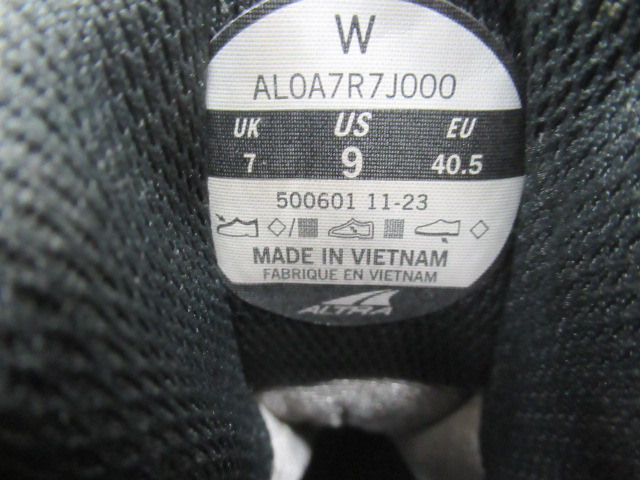 W
AL0A7R7J000
UK US EU
7 9 40.5
500601 11-23
MADE IN VIETNAM
FABRIQUE EN VIETNAM
ALTRA